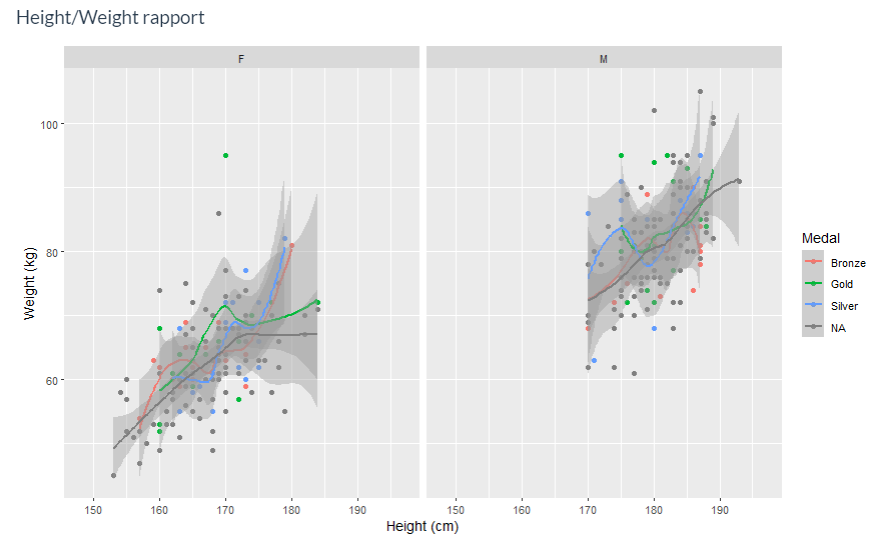 Height/Weight rapport
F
M
100
80
60
150
160
170
180
190
150
160
170
180
190
Height (cm)
Weight (kg)
Medal
Bronze
Gold
Silver
NA